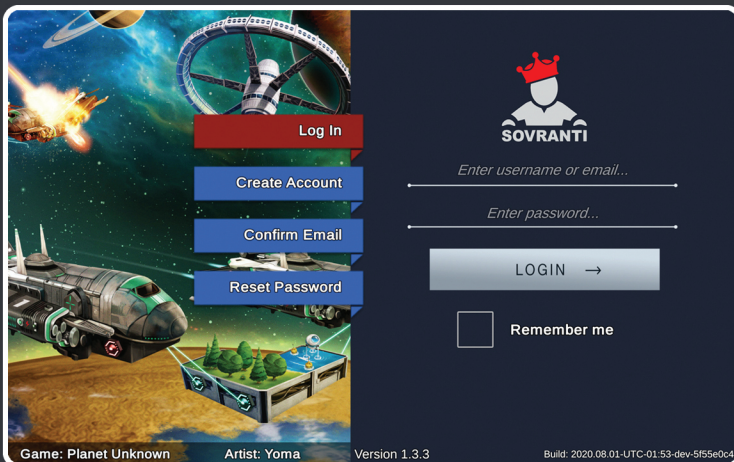 Log In
Create Account
Confirm Email
Reset Password
SOVRANTI
Enter username or email...
Enter password...
LOGIN →
Remember me
Game: Planet Unknown
Artist: Yoma
Version 1.3.3
Build: 2020.08.01-UTC-01:53-dev-5f55e0c4